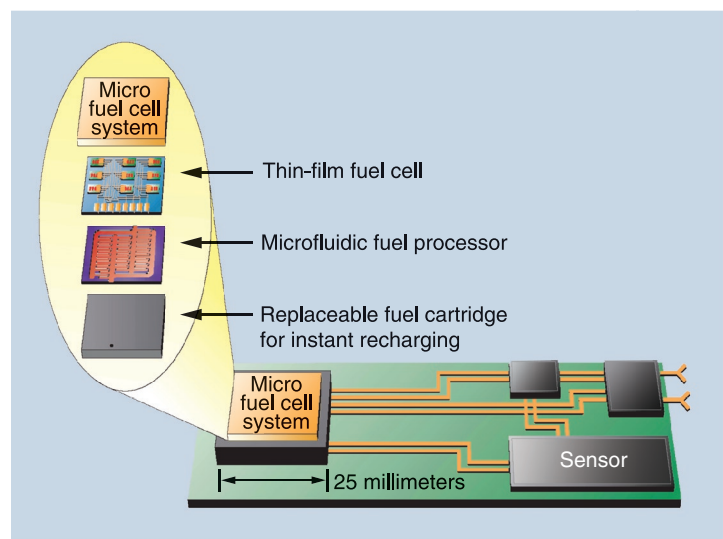 Micro
fuel cell
system
Thin-film fuel cell
Microfluidic fuel processor
Replaceable fuel cartridge
for instant recharging
Micro
fuel cell
system
Sensor
25 millimeters